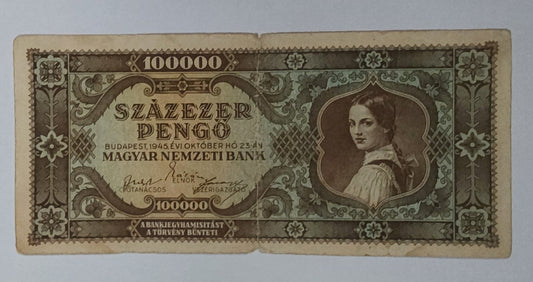 100000
SZÁZEZER
PENGŐ
BUDAPEST, 1945. ÉVI OKTÓBER HÓ 23-ÁN
MAGYAR NEMZETI BANK
ELNÖK
FŐTANÁCSOS VEZÉRIGAZGATÓ
100000
A BANKJEGYHAMISÍTÁST
A TÖRVÉNY BÜNTETI